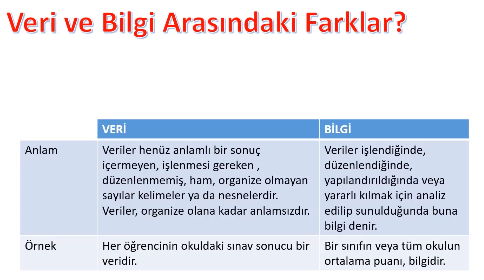 Veri ve Bilgi Arasındaki Farklar?
VERİ BİLGİ
Anlam
Veriler henüz anlamlı bir sonuç
içermeyen, işlenmesi gereken ,
düzenlenmemiş, ham, organize olmayan
sayılar kelimeler ya da nesnelerdir.
Veriler, organize olana kadar anlamsızdır.
Veriler işlendiğinde,
düzenlendiğinde,
yapılandırıldığında veya
yararlı kılmak için analiz
edilip sunulduğunda buna
bilgi denir.
Örnek
Her öğrencinin okuldaki sınav sonucu bir
veridir.
Bir sınıfın veya tüm okulun
ortalama puanı, bilgidir.